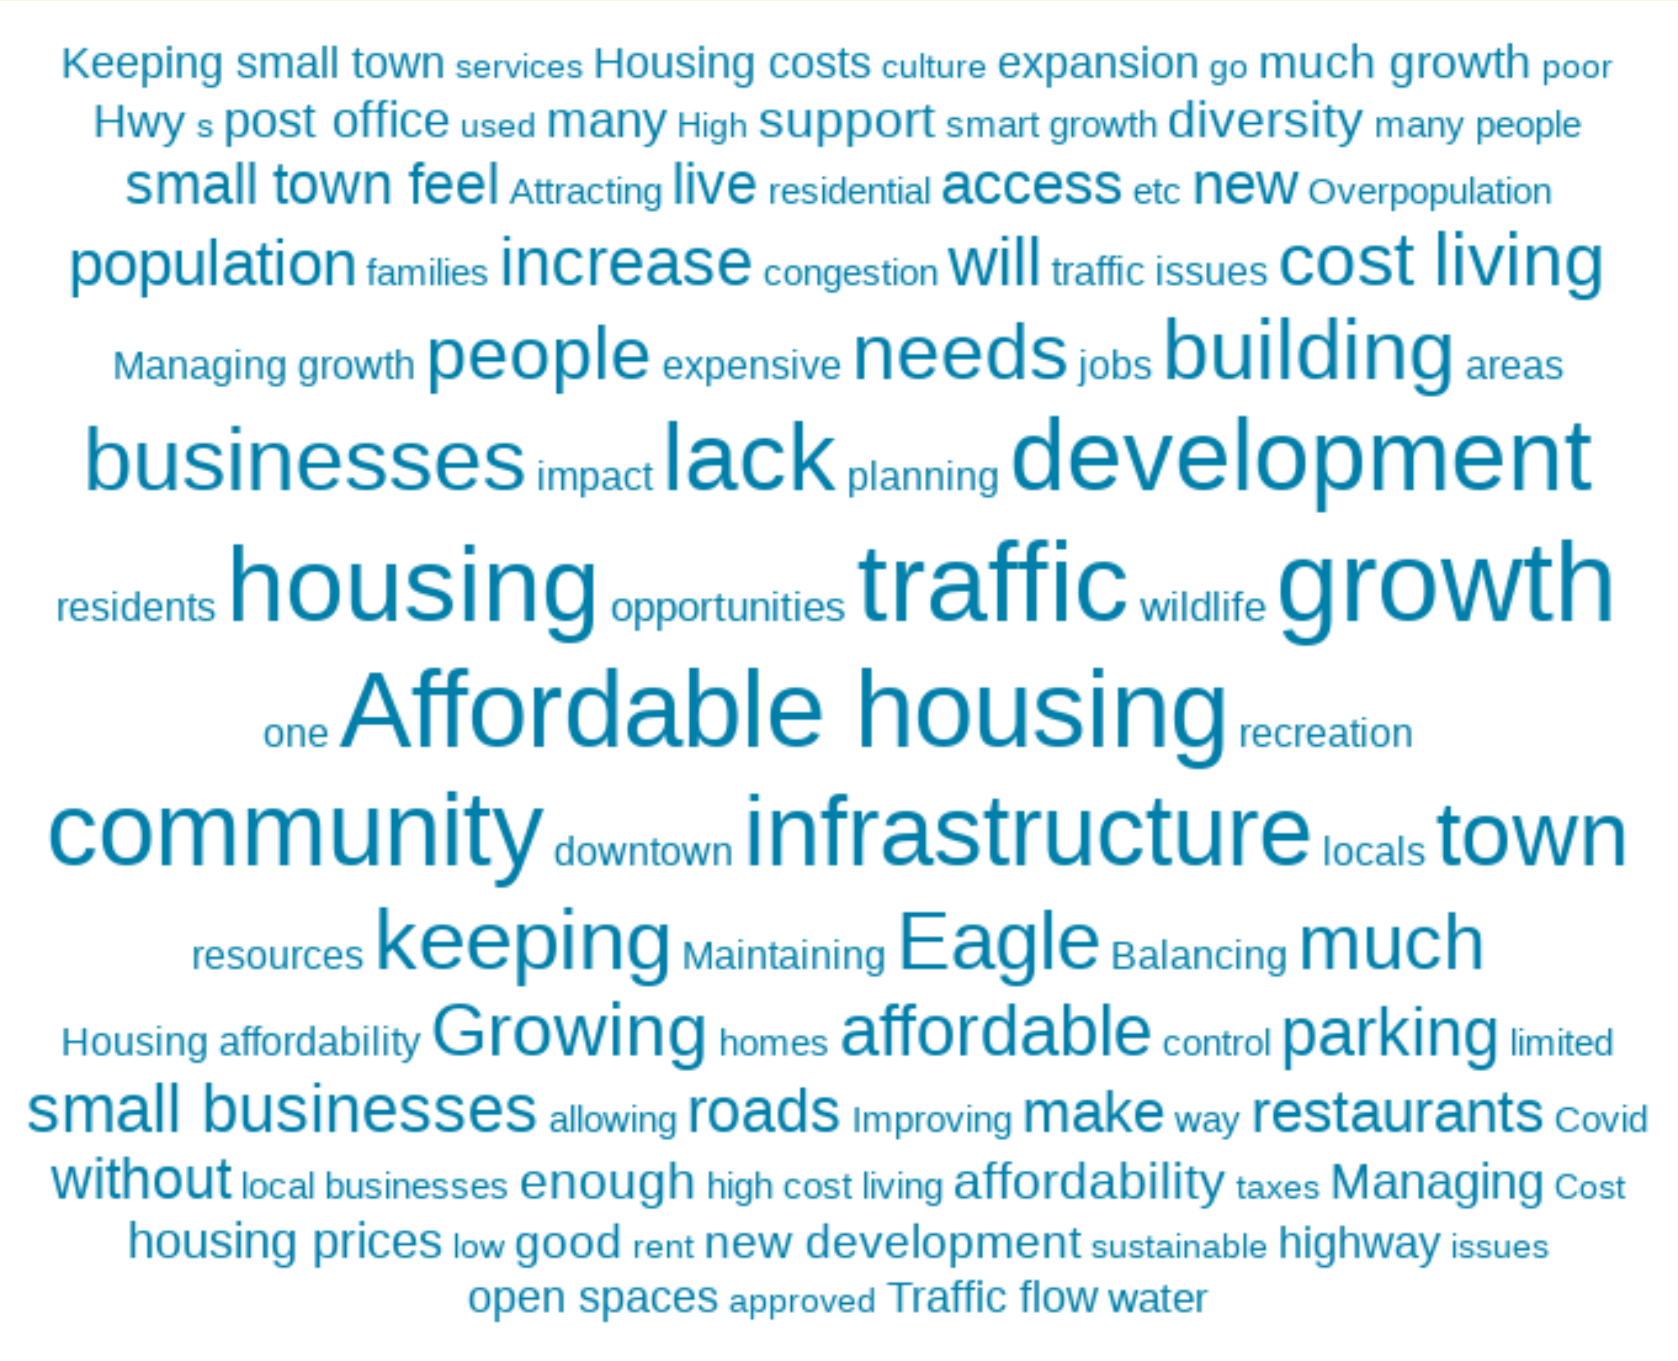 Keeping small town services Housing costs culture expansion go much growth poor
Hwy s post office used many High support smart growth diversity many people
small town feel Attracting live residential access etc new Overpopulation
population families increase congestion will traffic issues cost living
Managing growth people expensive needs jobs building areas
businesses impact lack planning development
residents housing opportunities traffic wildlife growth
one Affordable housing recreation
community downtown infrastructure locals town
resources keeping Maintaining Eagle Balancing much
Housing affordability Growing homes affordable control parking limited
small businesses allowing roads Improving make way restaurants Covid
without local businesses enough high cost living affordability taxes Managing Cost
housing prices low good rent new development sustainable highway issues
open spaces approved Traffic flow water